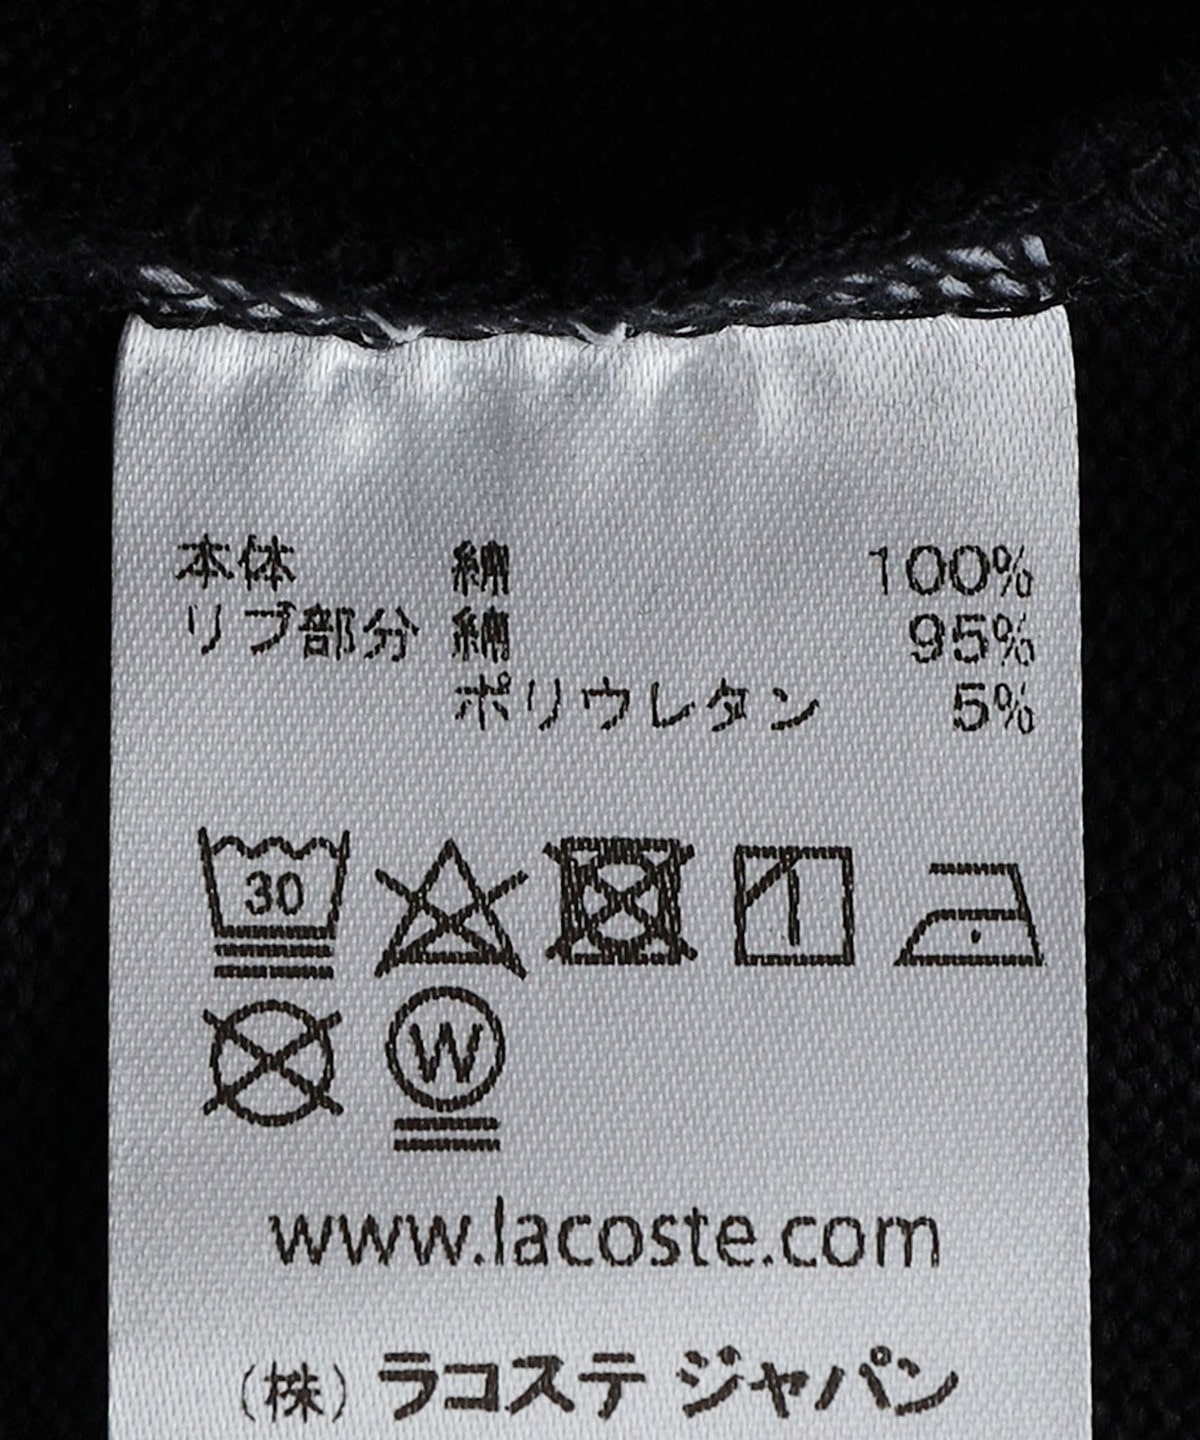 本体 綿 100%
リブ部分 綿 95%
ポリウレタン 5%
30
W
www.lacoste.com
(株) ラコステ ジャパン